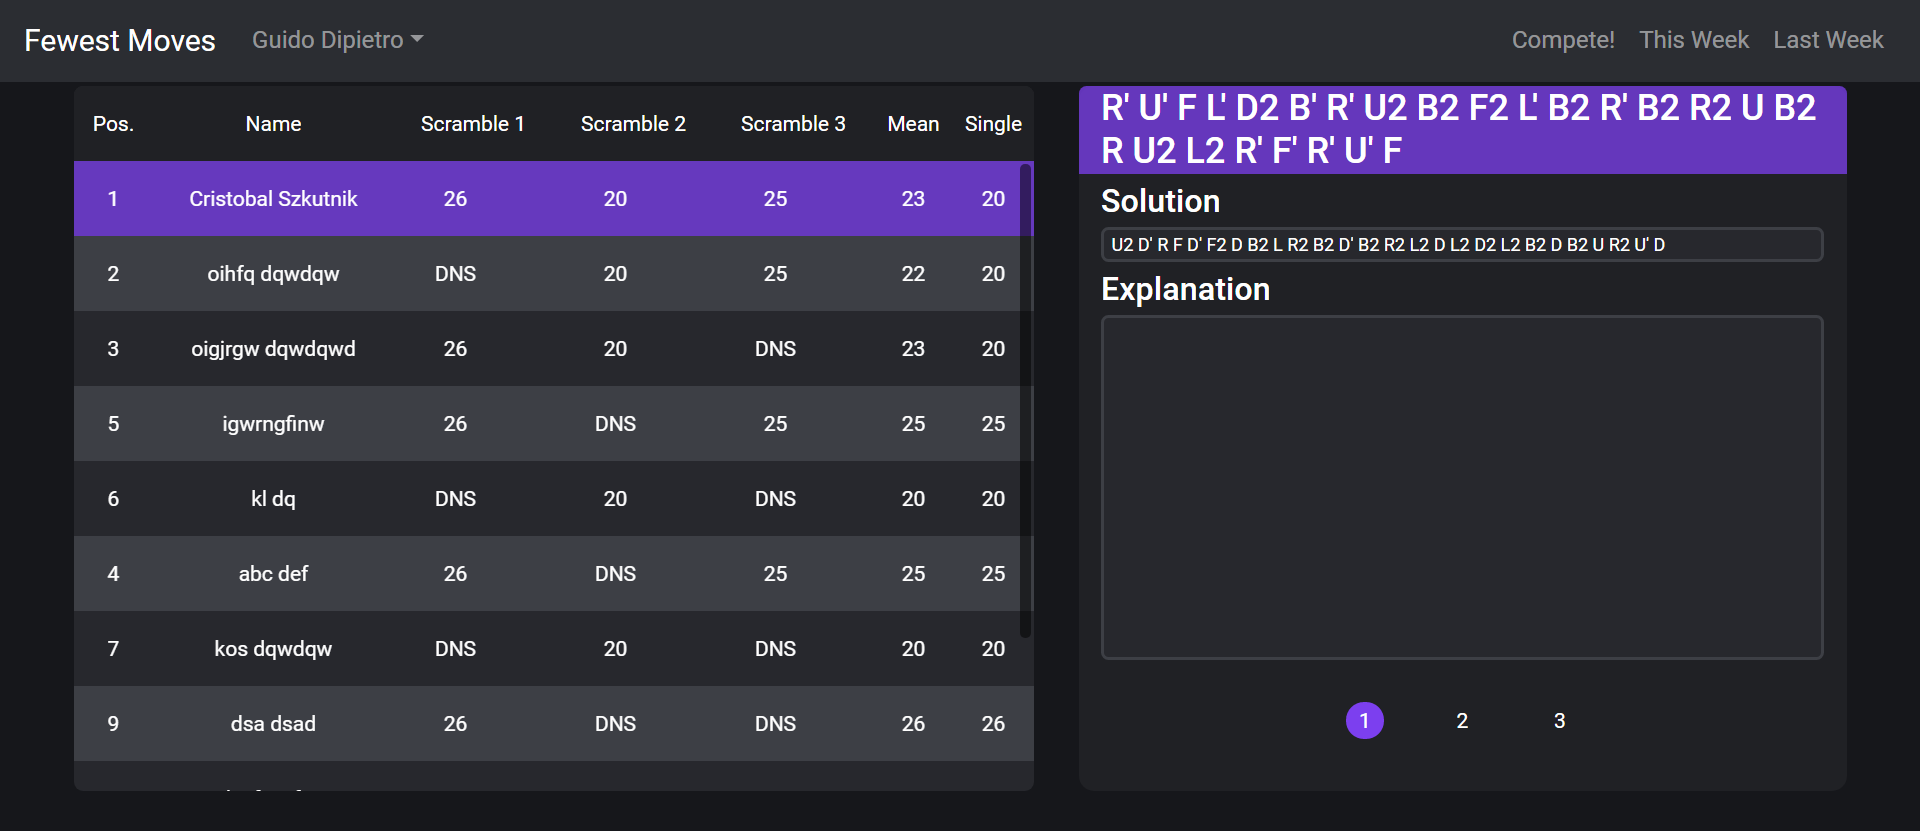 Fewest Moves Guido Dipietro Compete! This Week Last Week
Pos. Name Scramble 1 Scramble 2 Scramble 3 Mean Single
1 Cristobal Szkutnik 26 20 25 23 20
2 oihfq dqwdqw DNS 20 25 22 20
3 oigjrgw dqwdqwd 26 20 DNS 23 20
5 igwrngfinw 26 DNS 25 25 25
6 kl dq DNS 20 DNS 20 20
4 abc def 26 DNS 25 25 25
7 kos dqwdqw DNS 20 DNS 20 20
9 dsa dsad 26 DNS DNS 26 26
R' U' F L' D2 B' R' U2 B2 F2 L' B2 R' B2 R2 U B2
R U2 L2 R' F' R' U' F
Solution
U2 D' R F D' F2 D B2 L R2 B2 D' B2 R2 L2 D L2 D2 L2 B2 D B2 U R2 U' D
Explanation
1 2 3